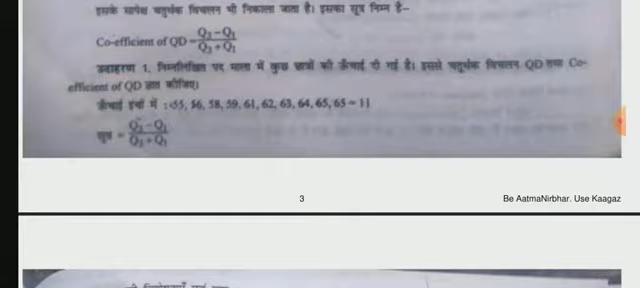 इसके सापेक्ष चतुर्थक विचलन भी निकाला जाता है। इसका सूत्र निम्न है–
Co-efficient of QD = Q₃ – Q₁ / Q₃ + Q₁
उदाहरण 1. निम्नलिखित पद माला में कुछ छात्रों की ऊँचाई दी गई है। इससे चतुर्थक विचलन QD तथा Co-
efficient of QD ज्ञात कीजिए।
ऊँचाई इंचों में : 55, 56, 58, 59, 61, 62, 63, 64, 65, 65 = 11
सूत्र = Q₃ – Q₁ / Q₃ + Q₁
3
Be AatmaNirbhar. Use Kaagaz